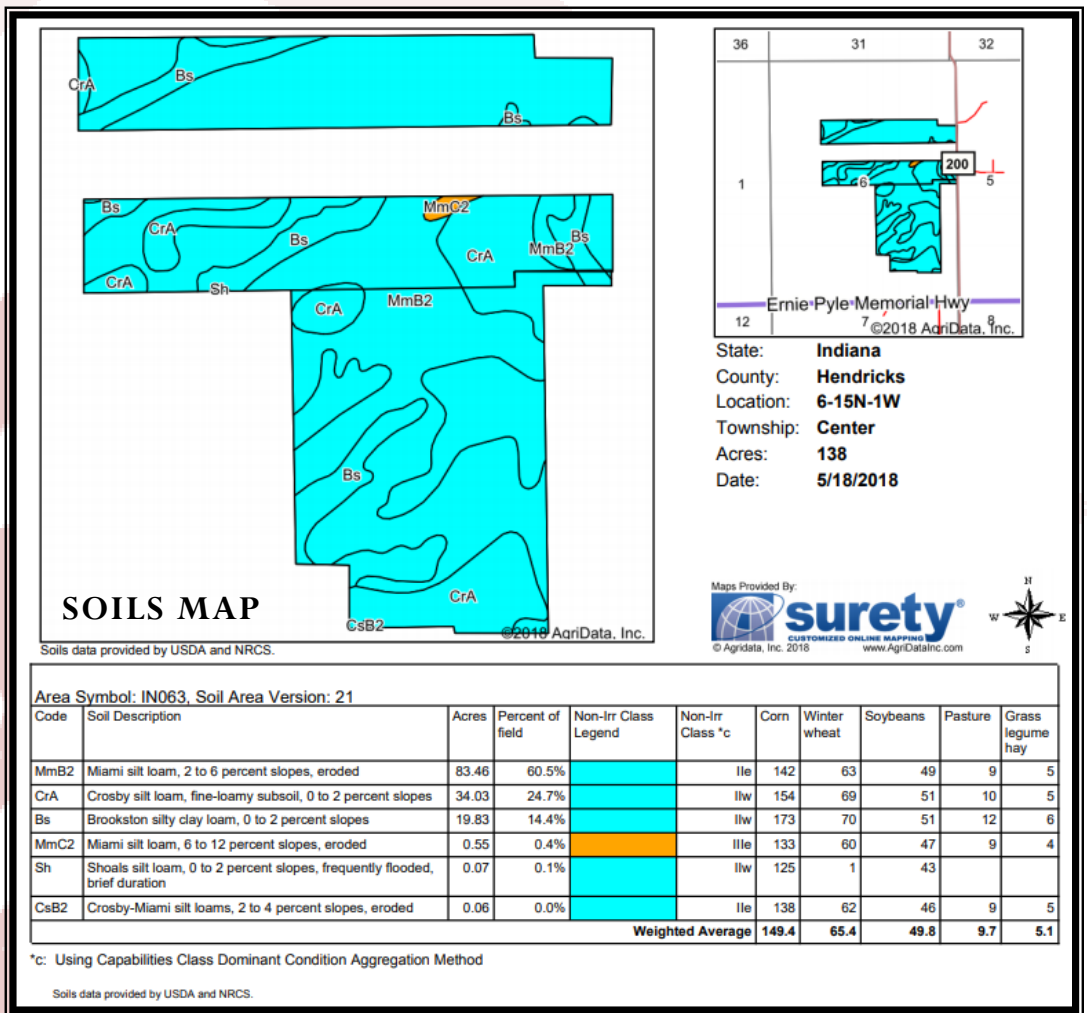 CrA
Bs
Bs
Bs
CrA
Bs
MmC2
CrA
MmB2
Bs
CrA
Sh
CrA
MmB2
Bs
CrA
CsB2
SOILS MAP
©2018 AgriData, Inc.
Soils data provided by USDA and NRCS.
36 31 32
1 6 200 5
Ernie Pyle Memorial Hwy
12 7 8
©2018 AgriData, Inc.
State: Indiana
County: Hendricks
Location: 6-15N-1W
Township: Center
Acres: 138
Date: 5/18/2018
Maps Provided By:
surety®
CUSTOMIZED ONLINE MAPPING
© Agridata, Inc. 2018 www.AgriDataInc.com
N
W E
S
Area Symbol: IN063, Soil Area Version: 21
Code Soil Description Acres Percent of field Non-Irr Class Legend Non-Irr Class *c Corn Winter wheat Soybeans Pasture Grass legume hay
MmB2 Miami silt loam, 2 to 6 percent slopes, eroded 83.46 60.5% IIe 142 63 49 9 5
CrA Crosby silt loam, fine-loamy subsoil, 0 to 2 percent slopes 34.03 24.7% IIw 154 69 51 10 5
Bs Brookston silty clay loam, 0 to 2 percent slopes 19.83 14.4% IIw 173 70 51 12 6
MmC2 Miami silt loam, 6 to 12 percent slopes, eroded 0.55 0.4% IIIe 133 60 47 9 4
Sh Shoals silt loam, 0 to 2 percent slopes, frequently flooded, brief duration 0.07 0.1% IIw 125 1 43
CsB2 Crosby-Miami silt loams, 2 to 4 percent slopes, eroded 0.06 0.0% IIe 138 62 46 9 5
Weighted Average 149.4 65.4 49.8 9.7 5.1
*c: Using Capabilities Class Dominant Condition Aggregation Method
Soils data provided by USDA and NRCS.